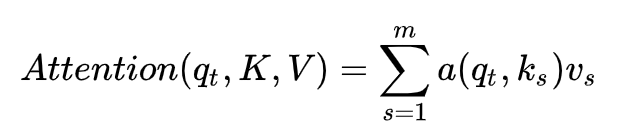 Attention(q_t, K, V) = \sum_{s=1}^{m} a(q_t, k_s)v_s